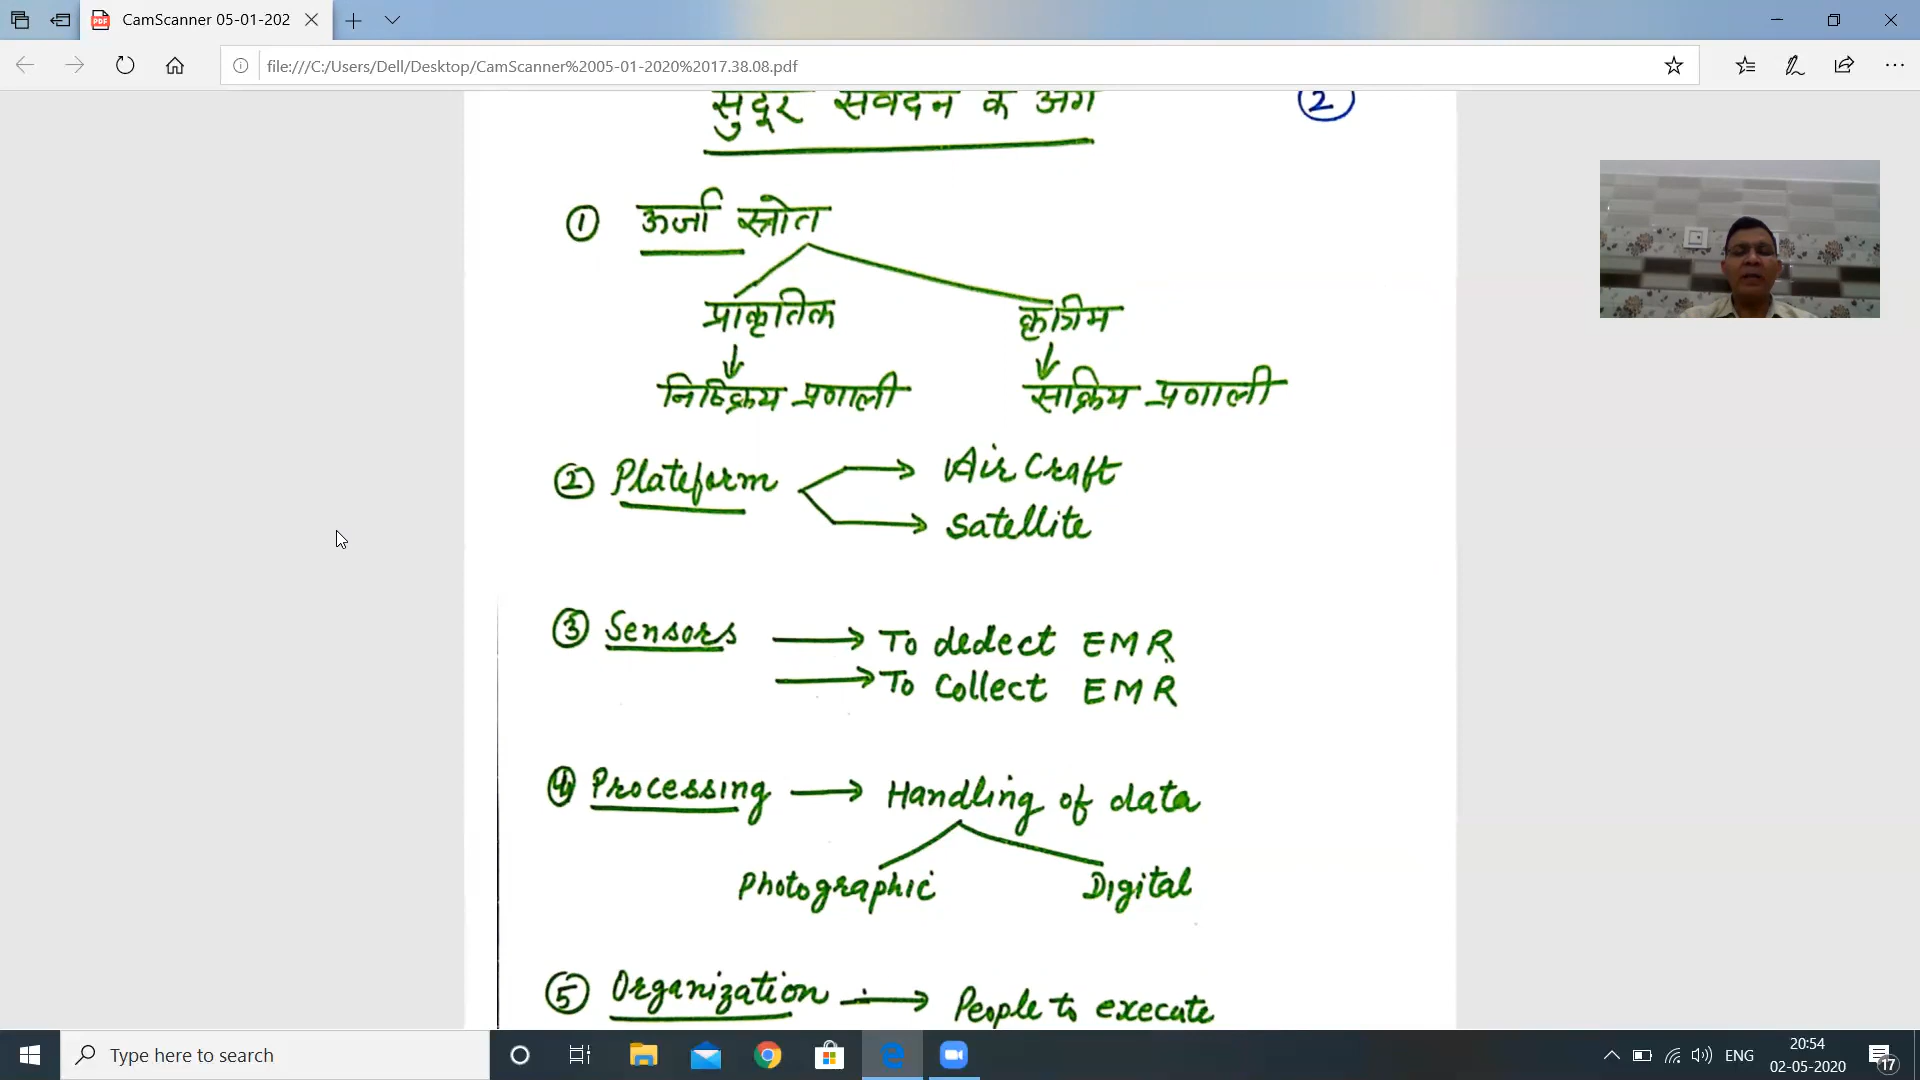 CamScanner 05-01-202
file:///C:/Users/Dell/Desktop/CamScanner%2005-01-2020%2017.38.08.pdf
सुदूर संवेदन के अंग
2
① ऊर्जा स्त्रोत
प्राकृतिक कृत्रिम
निष्क्रिय प्रणाली सक्रिय प्रणाली
② Plateform → Air Craft
→ Satellite
③ Sensors → To dedect EMR
→ To Collect EMR
④ Processing → Handling of data
Photographic Digital
⑤ Organization → People to execute
Type here to search
ENG
20:54
02-05-2020
17